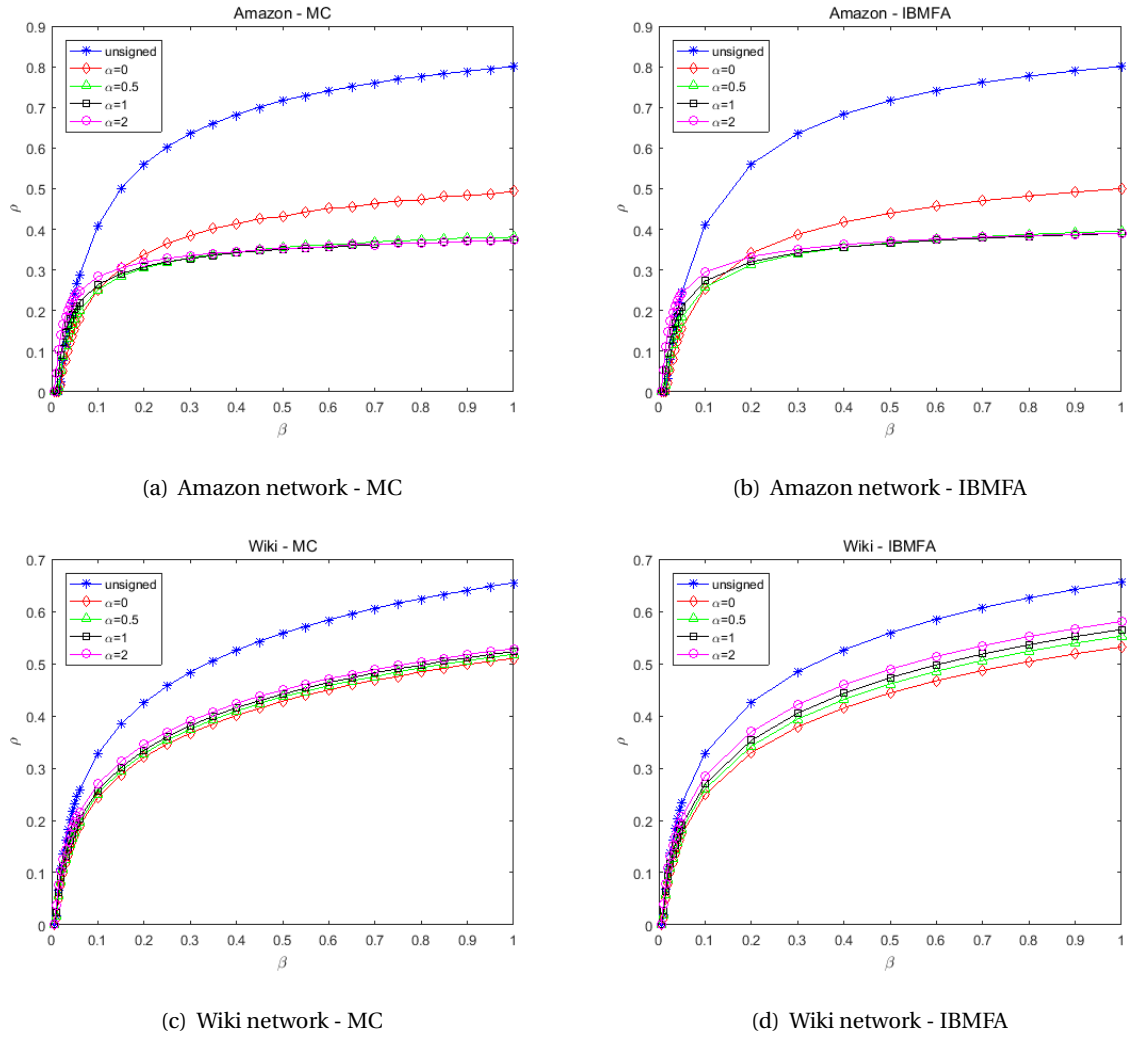 Amazon - MC
0.9
0.8
0.7
0.6
0.5
0.4
0.3
0.2
0.1
0
ρ
unsigned
α=0
α=0.5
α=1
α=2
0 0.1 0.2 0.3 0.4 0.5 0.6 0.7 0.8 0.9 1
β
(a) Amazon network - MC
Amazon - IBMFA
0.9
0.8
0.7
0.6
0.5
0.4
0.3
0.2
0.1
0
ρ
unsigned
α=0
α=0.5
α=1
α=2
0 0.1 0.2 0.3 0.4 0.5 0.6 0.7 0.8 0.9 1
β
(b) Amazon network - IBMFA
Wiki - MC
0.7
0.6
0.5
0.4
0.3
0.2
0.1
0
ρ
unsigned
α=0
α=0.5
α=1
α=2
0 0.1 0.2 0.3 0.4 0.5 0.6 0.7 0.8 0.9 1
β
(c) Wiki network - MC
Wiki - IBMFA
0.7
0.6
0.5
0.4
0.3
0.2
0.1
0
ρ
unsigned
α=0
α=0.5
α=1
α=2
0 0.1 0.2 0.3 0.4 0.5 0.6 0.7 0.8 0.9 1
β
(d) Wiki network - IBMFA